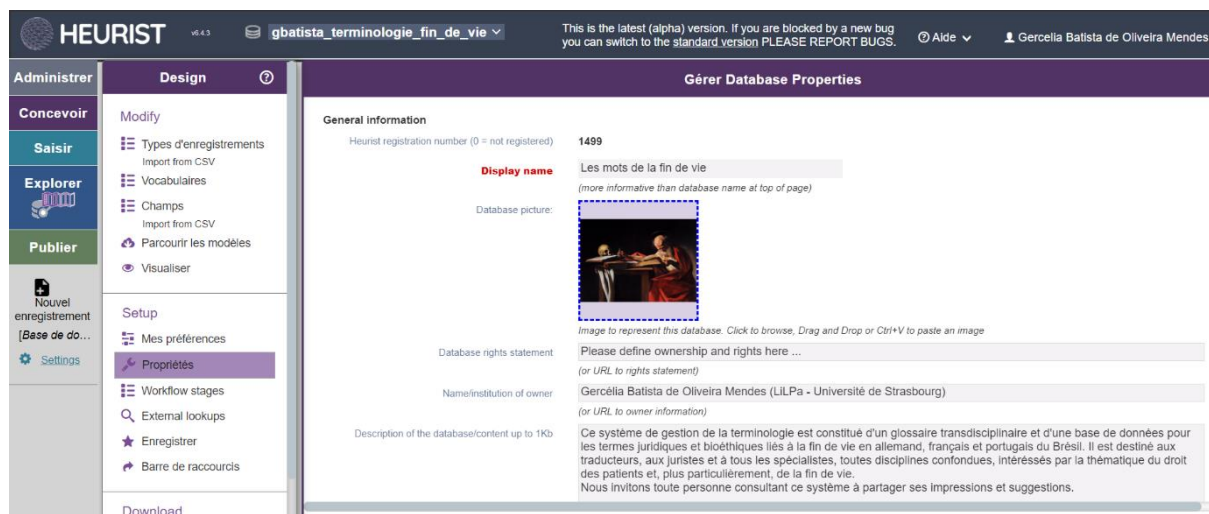 HEURIST v6.4.3 gbatista_terminologie_fin_de_vie
This is the latest (alpha) version. If you are blocked by a new bug
you can switch to the standard version PLEASE REPORT BUGS.
Aide
Gercelia Batista de Oliveira Mendes
Administrer
Concevoir
Saisir
Explorer
Publier
Nouvel
enregistrement
[Base de do...
Settings
Design
Modify
Types d'enregistrements
Import from CSV
Vocabulaires
Champs
Import from CSV
Parcourir les modèles
Visualiser
Setup
Mes préférences
Propriétés
Workflow stages
External lookups
Enregistrer
Barre de raccourcis
Download
Gérer Database Properties
General information
Heurist registration number (0 = not registered) 1499
Display name Les mots de la fin de vie
(more informative than database name at top of page)
Database picture:
Image to represent this database. Click to browse, Drag and Drop or Ctrl+V to paste an image
Database rights statement Please define ownership and rights here ...
(or URL to rights statement)
Name/institution of owner Gercélia Batista de Oliveira Mendes (LiLPa - Université de Strasbourg)
(or URL to owner information)
Description of the database/content up to 1Kb Ce système de gestion de la terminologie est constitué d'un glossaire transdisciplinaire et d'une base de données pour
les termes juridiques et bioéthiques liés à la fin de vie en allemand, français et portugais du Brésil. Il est destiné aux
traducteurs, aux juristes et à tous les spécialistes, toutes disciplines confondues, intéréssés par la thématique du droit
des patients et, plus particulièrement, de la fin de vie.
Nous invitons toute personne consultant ce système à partager ses impressions et suggestions.